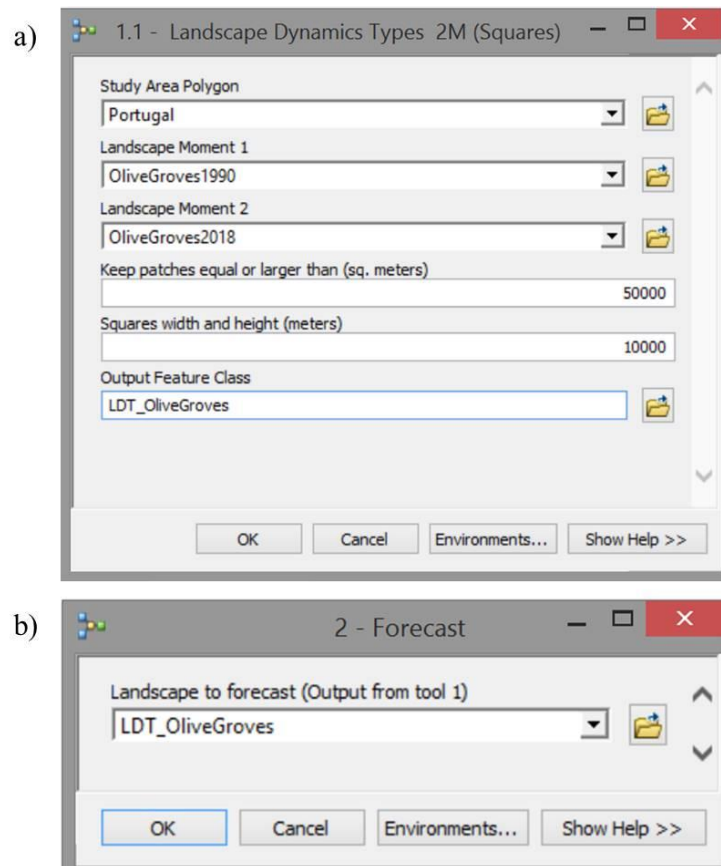 a)
1.1 - Landscape Dynamics Types 2M (Squares)
Study Area Polygon
Portugal
Landscape Moment 1
OliveGroves1990
Landscape Moment 2
OliveGroves2018
Keep patches equal or larger than (sq. meters)
50000
Squares width and height (meters)
10000
Output Feature Class
LDT_OliveGroves
OK Cancel Environments... Show Help >>
b)
2 - Forecast
Landscape to forecast (Output from tool 1)
LDT_OliveGroves
OK Cancel Environments... Show Help >>